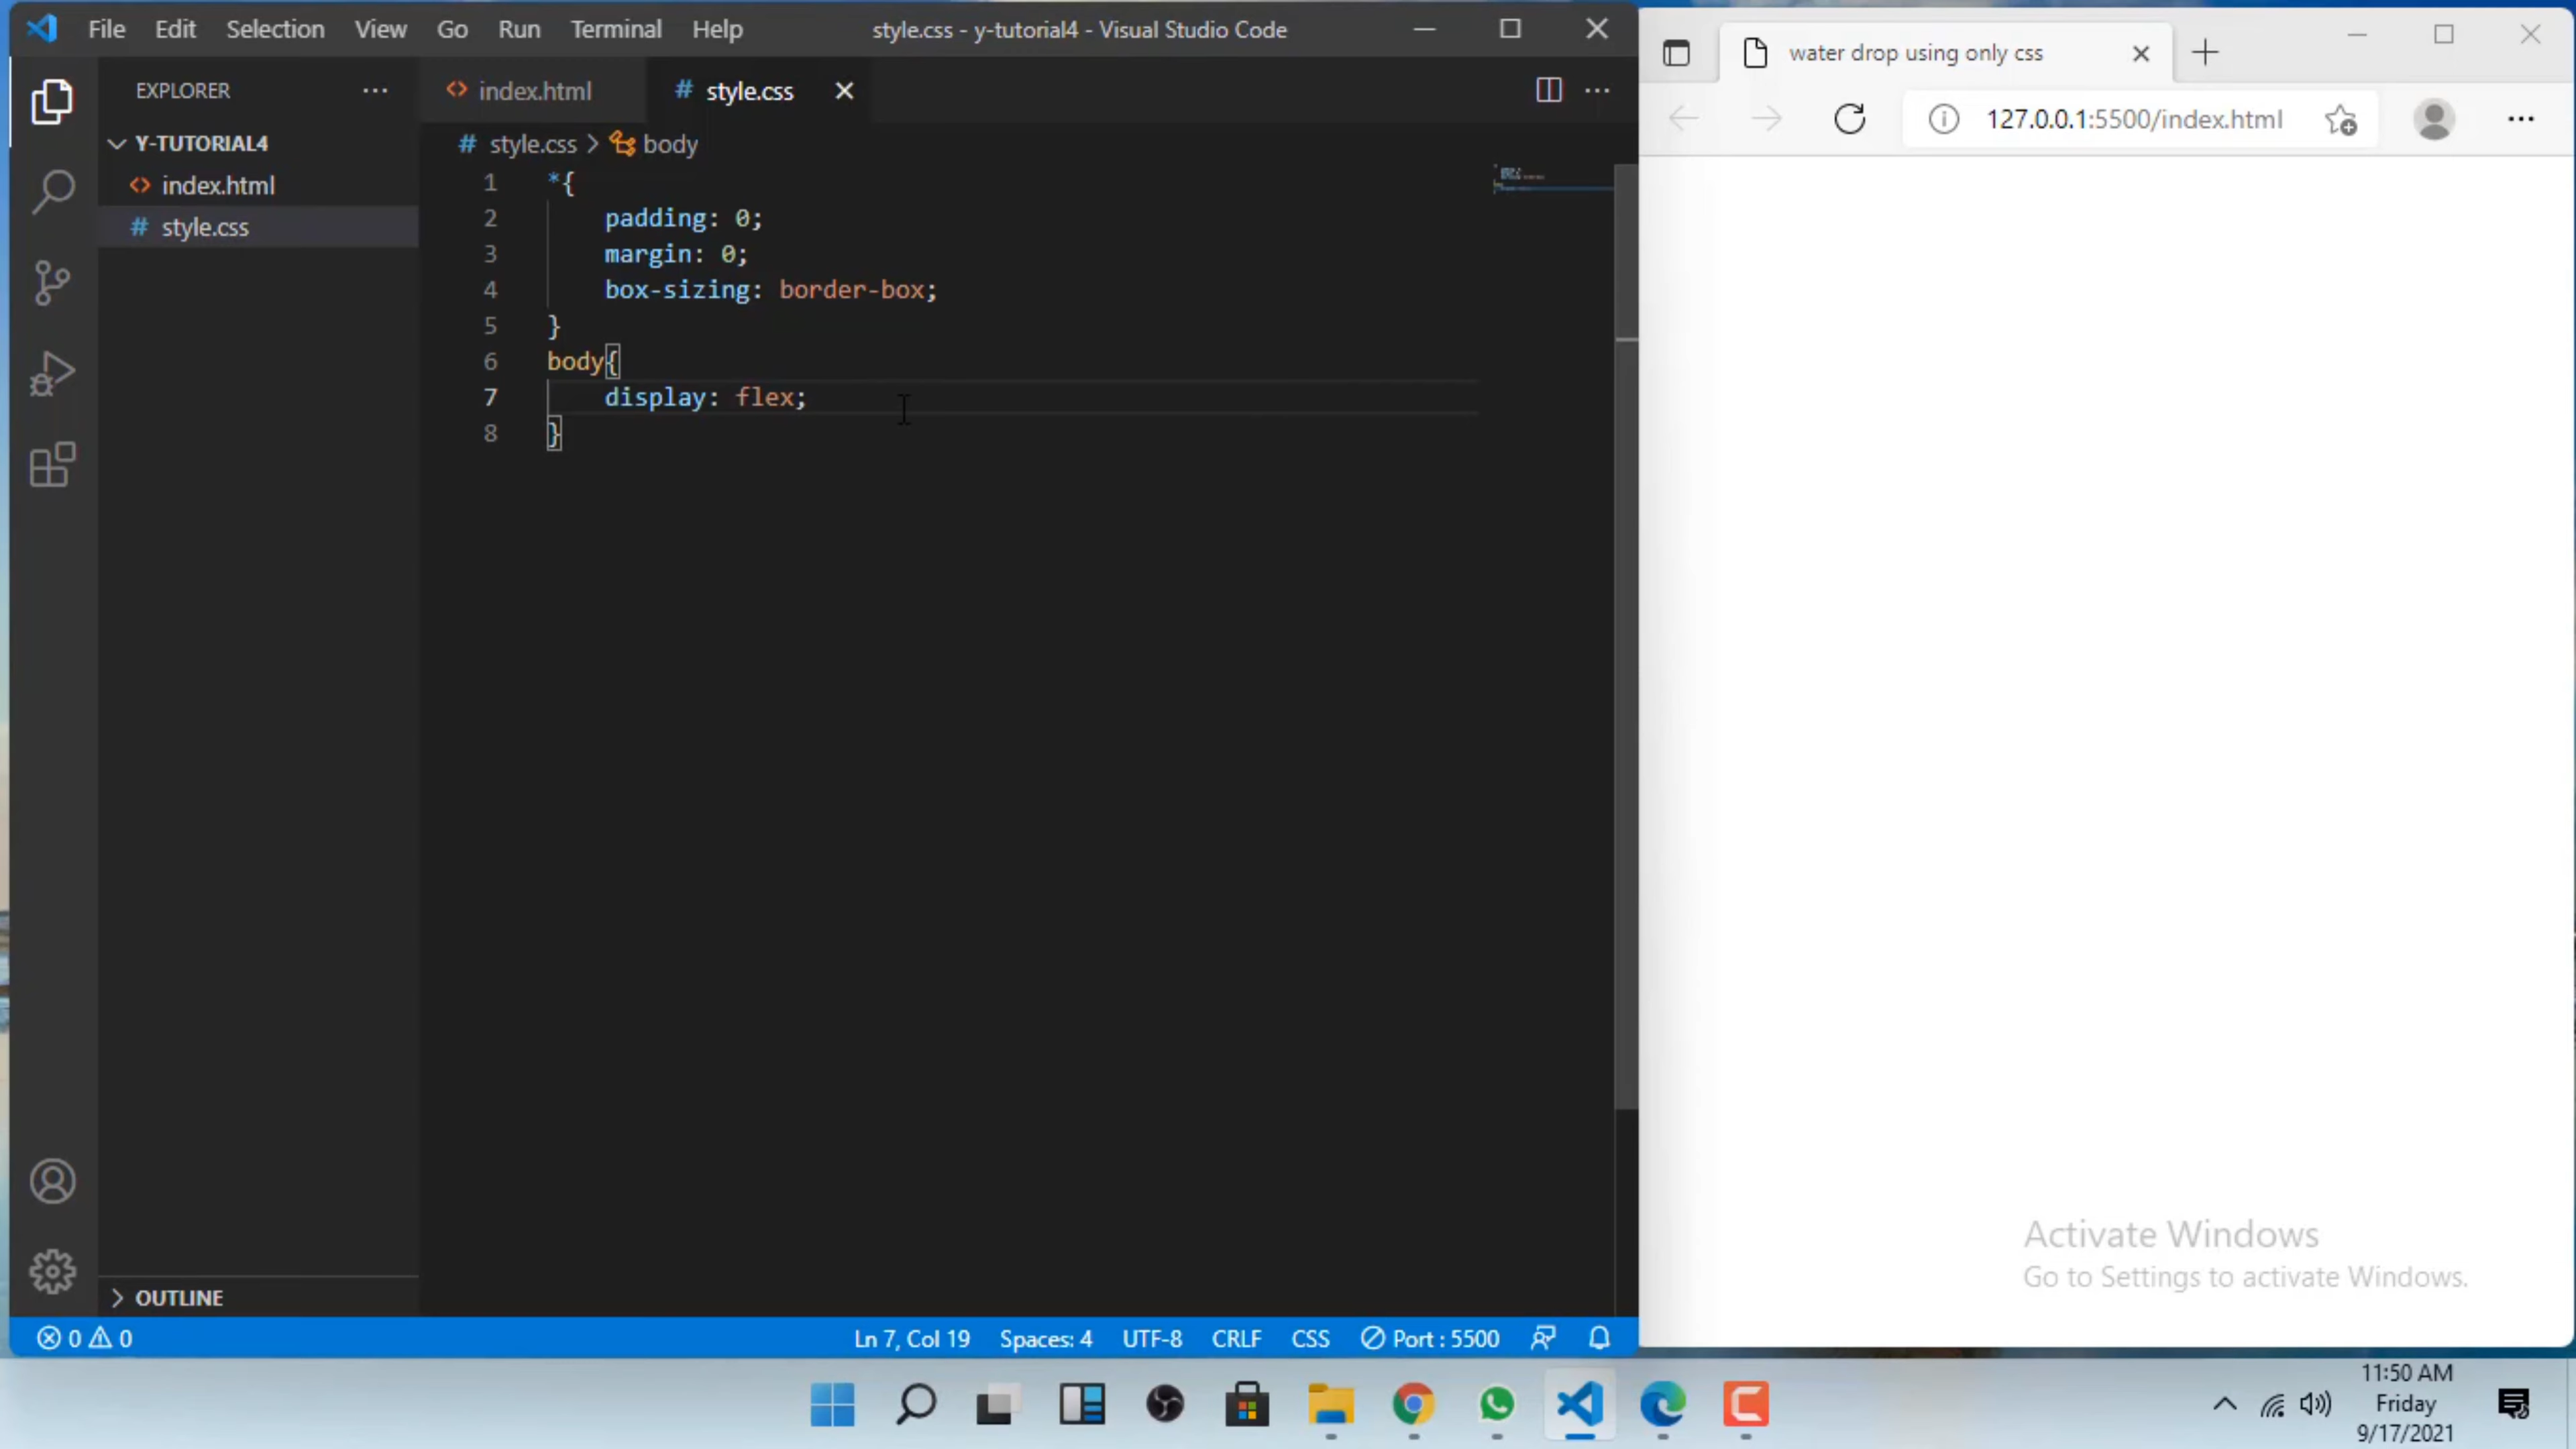 File Edit Selection View Go Run Terminal Help
style.css - y-tutorial4 - Visual Studio Code
EXPLORER
Y-TUTORIAL4
index.html
# style.css
OUTLINE
index.html
# style.css
# style.css > body
1 *{
2 padding: 0;
3 margin: 0;
4 box-sizing: border-box;
5 }
6 body{
7 display: flex;
8 }
0 0
Ln 7, Col 19 Spaces: 4 UTF-8 CRLF CSS Port : 5500
water drop using only css
127.0.0.1:5500/index.html
Activate Windows
Go to Settings to activate Windows.
11:50 AM
Friday
9/17/2021